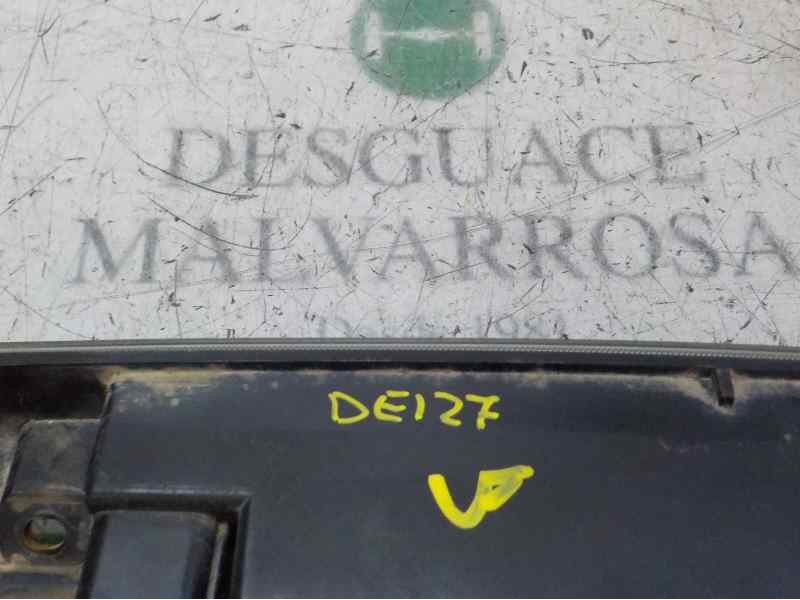 DESGUACE
MALVARROSA
DE127
V